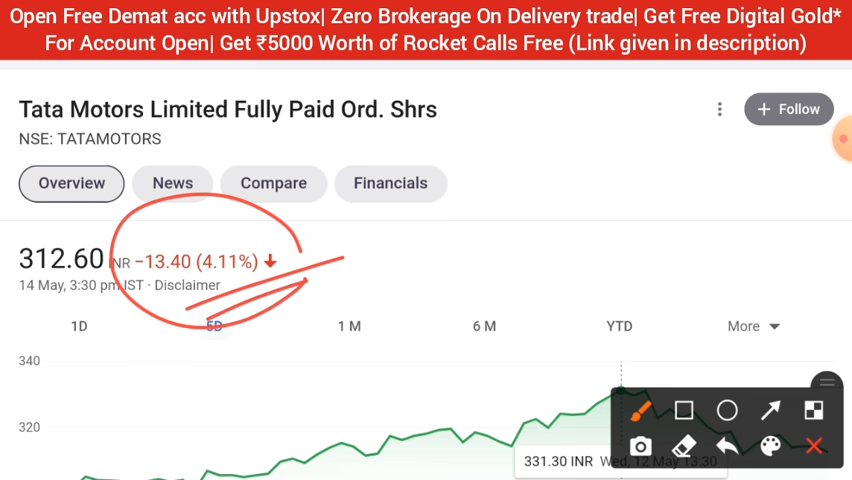 Open Free Demat acc with Upstox| Zero Brokerage On Delivery trade| Get Free Digital Gold*
For Account Open| Get ₹5000 Worth of Rocket Calls Free (Link given in description)
Tata Motors Limited Fully Paid Ord. Shrs
+ Follow
NSE: TATAMOTORS
Overview News Compare Financials
312.60 INR −13.40 (4.11%)
14 May, 3:30 pm IST · Disclaimer
1D 5D 1 M 6 M YTD More
340
320
331.30 INR Wed, 12 May 13:30